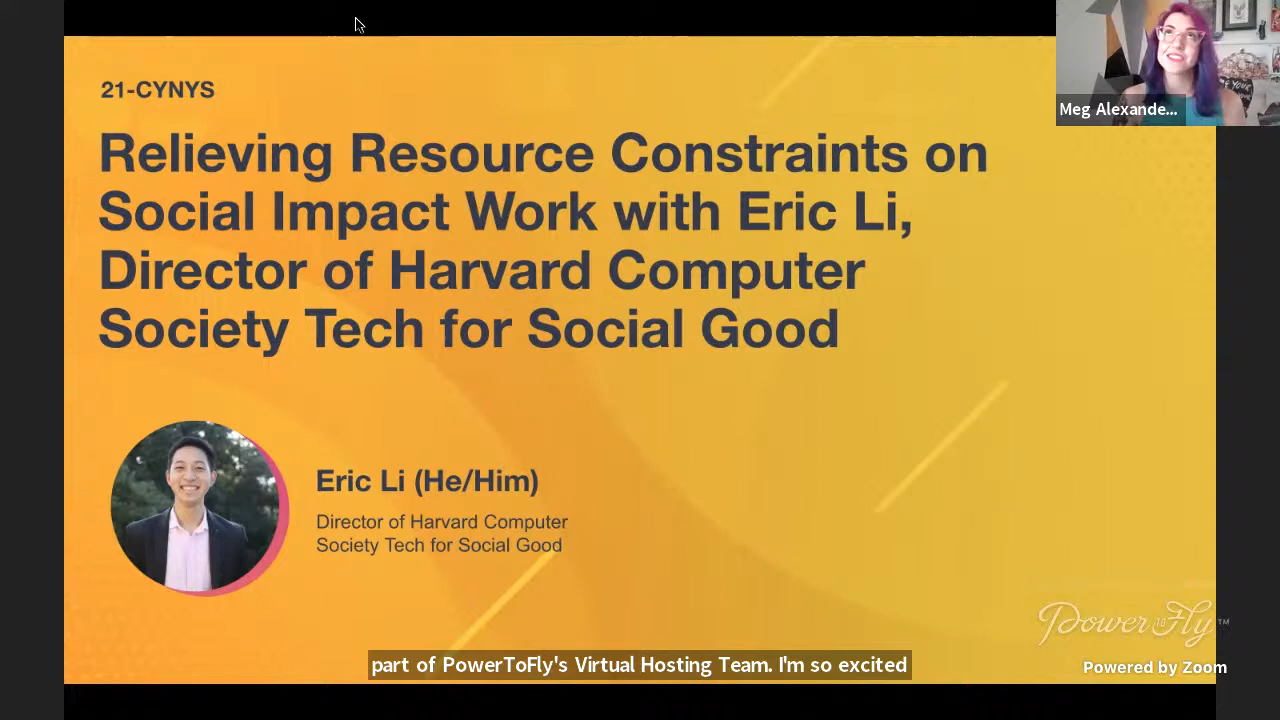 21-CYNYS
Relieving Resource Constraints on
Social Impact Work with Eric Li,
Director of Harvard Computer
Society Tech for Social Good
Meg Alexande...
Eric Li (He/Him)
Director of Harvard Computer
Society Tech for Social Good
PowerToFly™
part of PowerToFly's Virtual Hosting Team. I'm so excited
Powered by Zoom